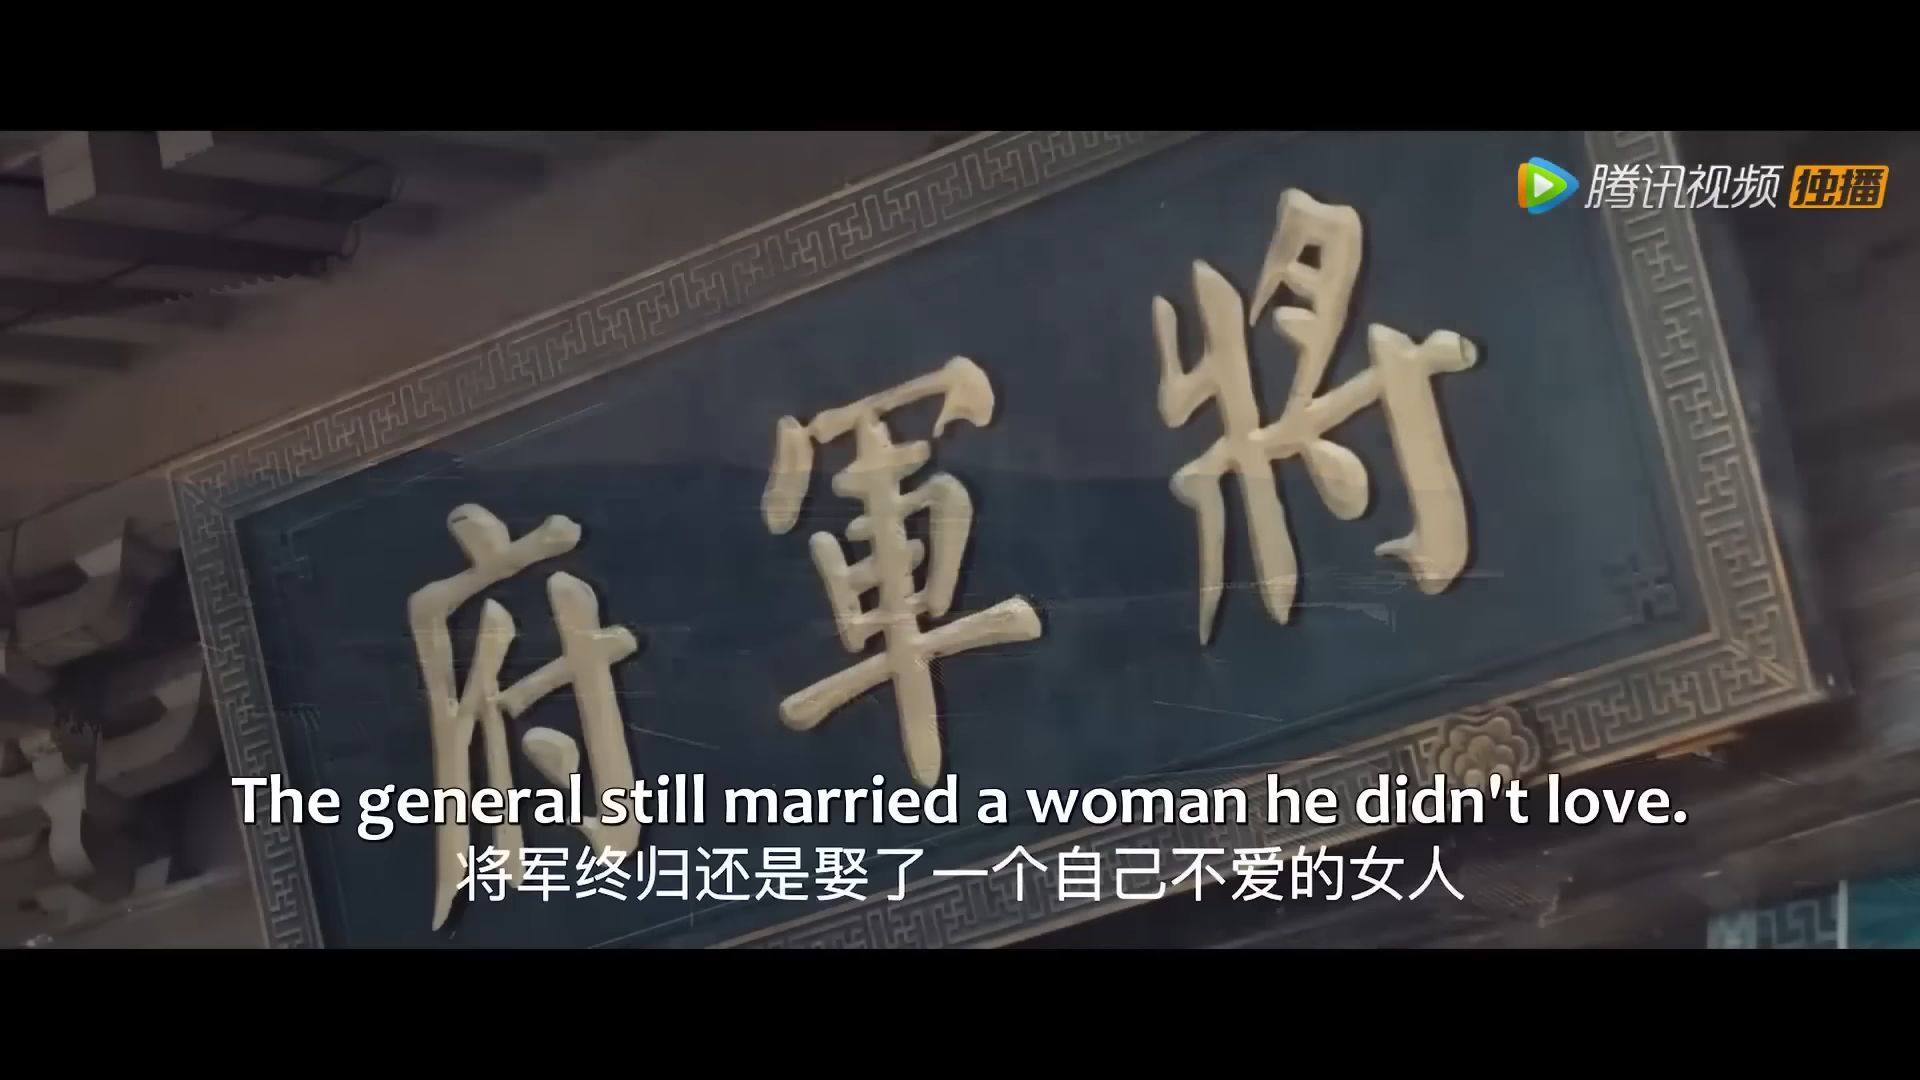 腾讯视频 独播
將軍府
The general still married a woman he didn't love.
将军终归还是娶了一个自己不爱的女人